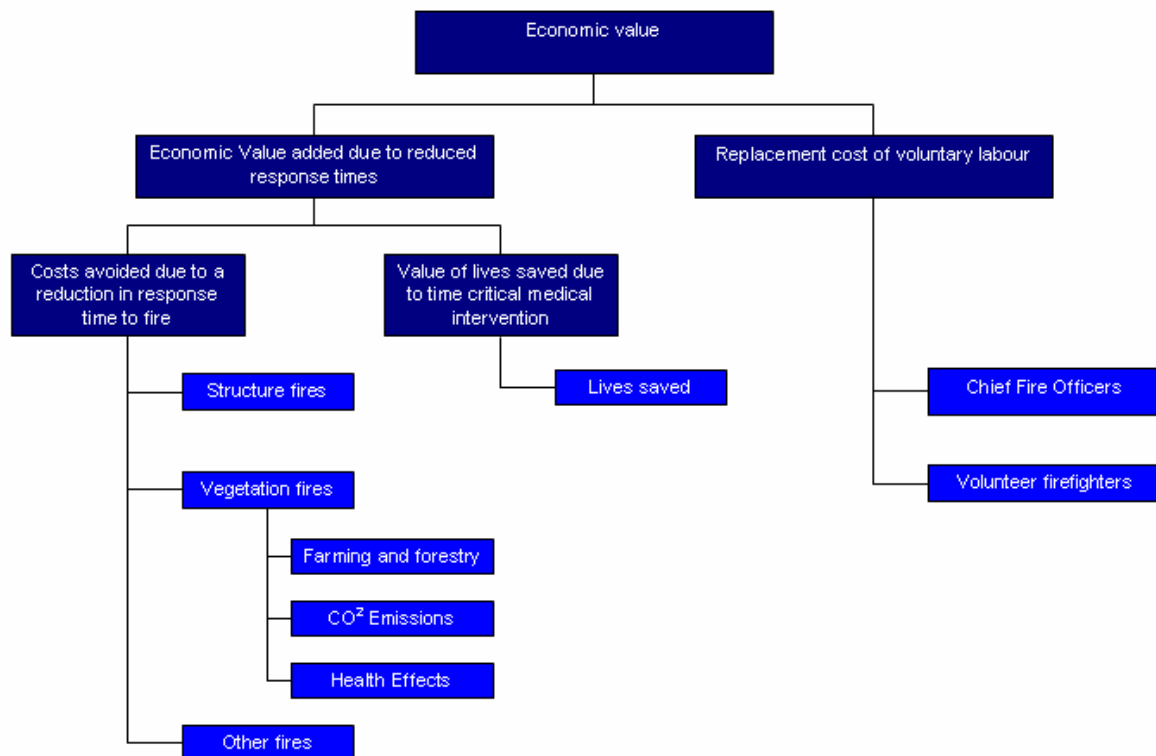 Economic value
Economic Value added due to reduced
response times
Replacement cost of voluntary labour
Costs avoided due to a
reduction in response
time to fire
Value of lives saved due
to time critical medical
intervention
Structure fires
Lives saved
Chief Fire Officers
Vegetation fires
Volunteer firefighters
Farming and forestry
CO² Emissions
Health Effects
Other fires